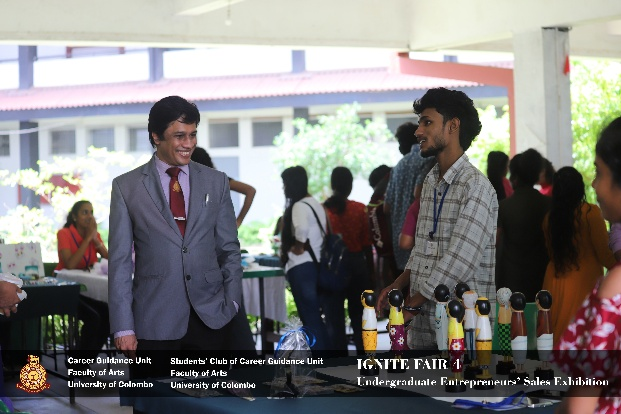 Career Guidance Unit
Faculty of Arts
University of Colombo
Students' Club of Career Guidance Unit
Faculty of Arts
University of Colombo
IGNITE FAIR 4
Undergraduate Entrepreneurs' Sales Exhibition